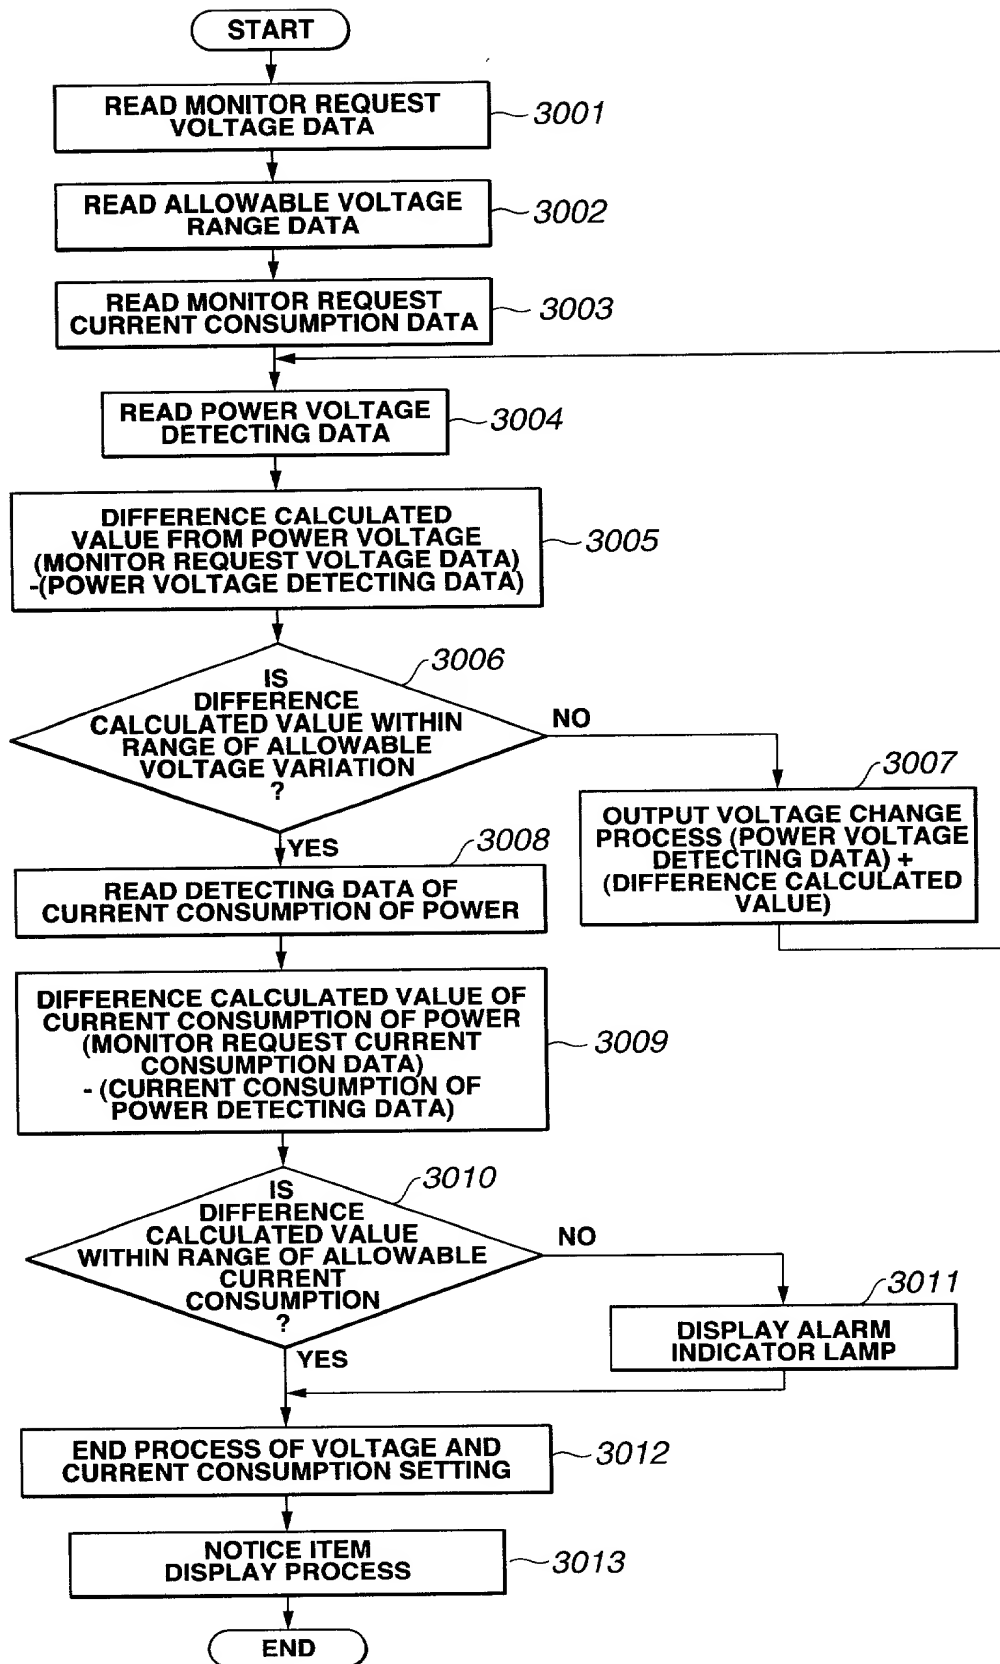 START
READ MONITOR REQUEST
VOLTAGE DATA
3001
READ ALLOWABLE VOLTAGE
RANGE DATA
3002
READ MONITOR REQUEST
CURRENT CONSUMPTION DATA
3003
READ POWER VOLTAGE
DETECTING DATA
3004
DIFFERENCE CALCULATED
VALUE FROM POWER VOLTAGE
(MONITOR REQUEST VOLTAGE DATA)
-(POWER VOLTAGE DETECTING DATA)
3005
3006
IS
DIFFERENCE
CALCULATED VALUE WITHIN
RANGE OF ALLOWABLE
VOLTAGE VARIATION
?
NO
YES
3007
OUTPUT VOLTAGE CHANGE
PROCESS (POWER VOLTAGE
DETECTING DATA) +
(DIFFERENCE CALCULATED
VALUE)
3008
READ DETECTING DATA OF
CURRENT CONSUMPTION OF POWER
DIFFERENCE CALCULATED VALUE OF
CURRENT CONSUMPTION OF POWER
(MONITOR REQUEST CURRENT
CONSUMPTION DATA)
- (CURRENT CONSUMPTION OF
POWER DETECTING DATA)
3009
3010
IS
DIFFERENCE
CALCULATED VALUE
WITHIN RANGE OF ALLOWABLE
CURRENT
CONSUMPTION
?
NO
YES
3011
DISPLAY ALARM
INDICATOR LAMP
END PROCESS OF VOLTAGE AND
CURRENT CONSUMPTION SETTING
3012
NOTICE ITEM
DISPLAY PROCESS
3013
END